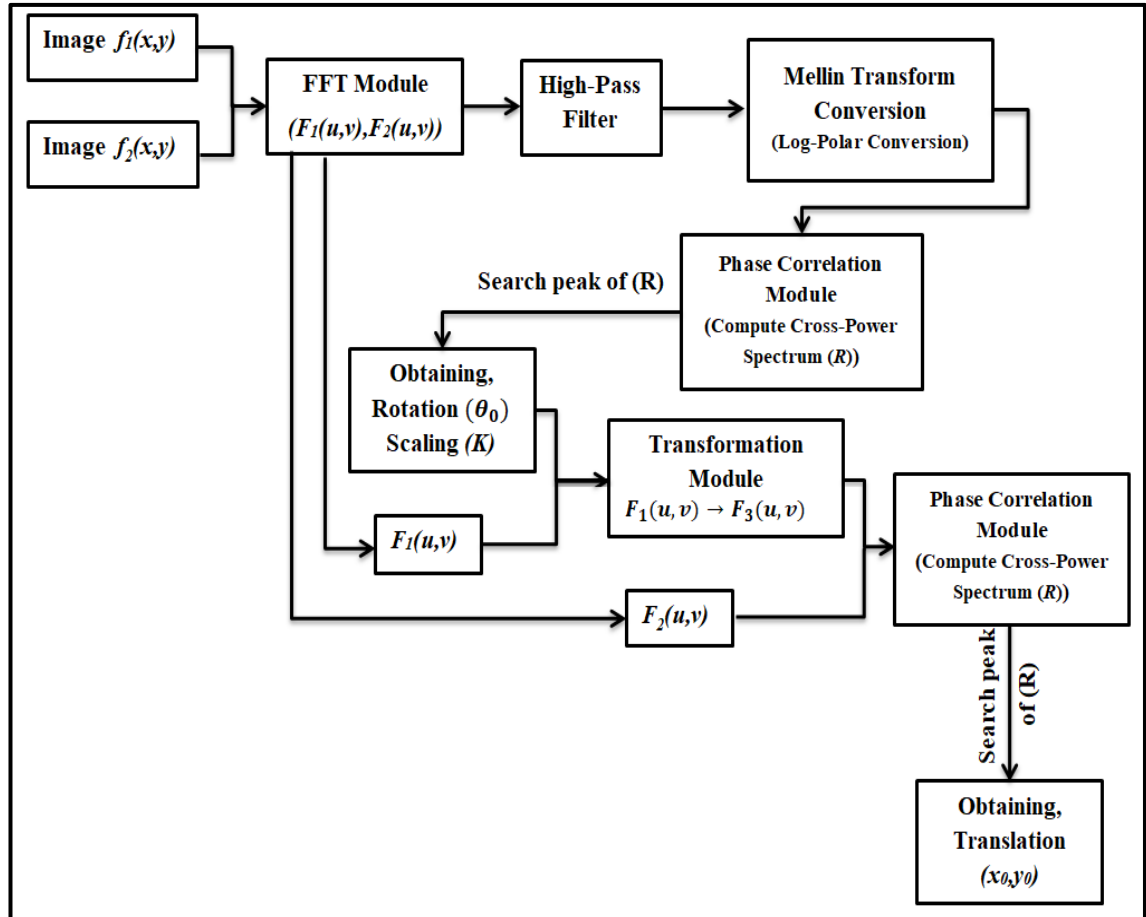 Image f1(x,y)
Image f2(x,y)
FFT Module
(F1(u,v),F2(u,v))
High-Pass
Filter
Mellin Transform
Conversion
(Log-Polar Conversion)
Phase Correlation
Module
(Compute Cross-Power
Spectrum (R))
Search peak of (R)
Obtaining,
Rotation (θ0)
Scaling (K)
Transformation
Module
F1(u, v) → F3(u, v)
F1(u,v)
F2(u,v)
Phase Correlation
Module
(Compute Cross-Power
Spectrum (R))
Search peak
of (R)
Obtaining,
Translation
(x0,y0)